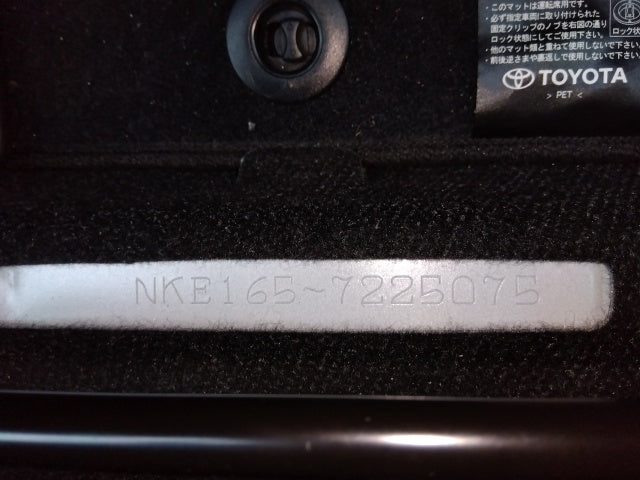 ・このマットは運転席用です。
・必ず指定車両に取り付けられた
固定クリップのノブを右図の通り
ロック状態にしてご使用下さい。
・他のマット類と重ねて使用しないで下さい。
・前後逆さまや裏返しで使用しないで下さい。
ロック状
TOYOTA
> PET <
NKE165-7225075